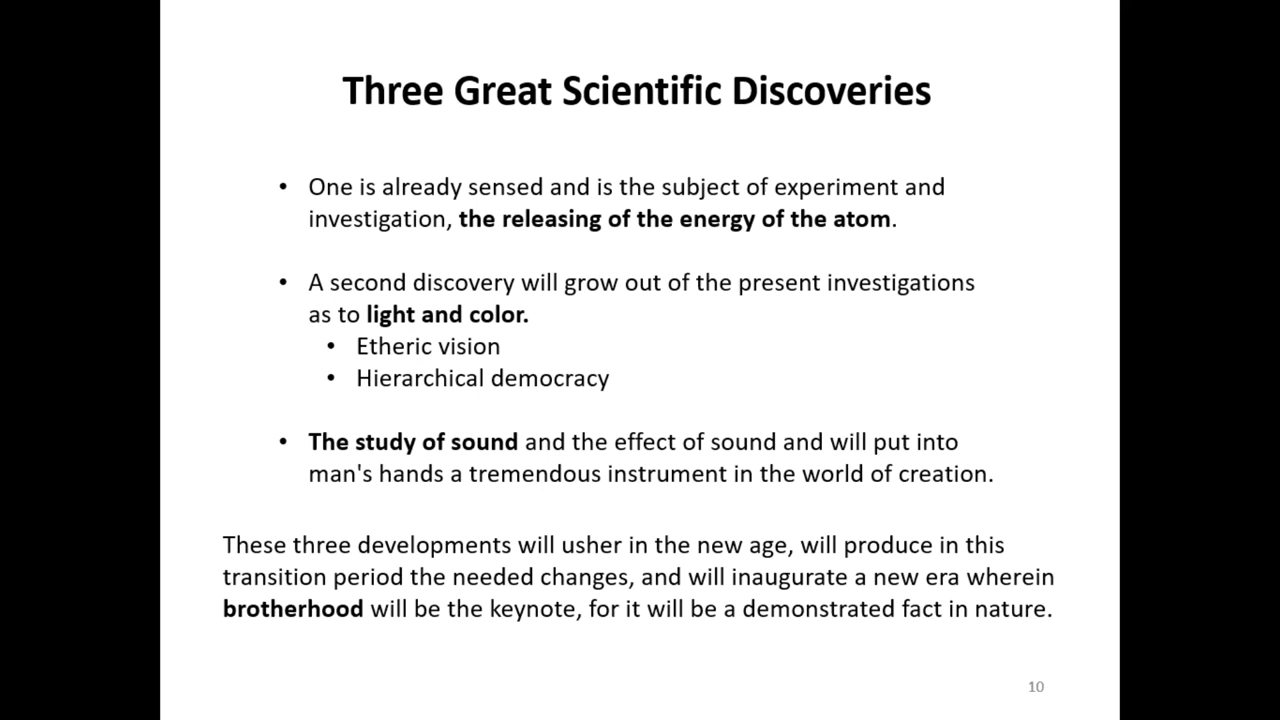 Three Great Scientific Discoveries
• One is already sensed and is the subject of experiment and
investigation, the releasing of the energy of the atom.
• A second discovery will grow out of the present investigations
as to light and color.
• Etheric vision
• Hierarchical democracy
• The study of sound and the effect of sound and will put into
man's hands a tremendous instrument in the world of creation.
These three developments will usher in the new age, will produce in this
transition period the needed changes, and will inaugurate a new era wherein
brotherhood will be the keynote, for it will be a demonstrated fact in nature.
10